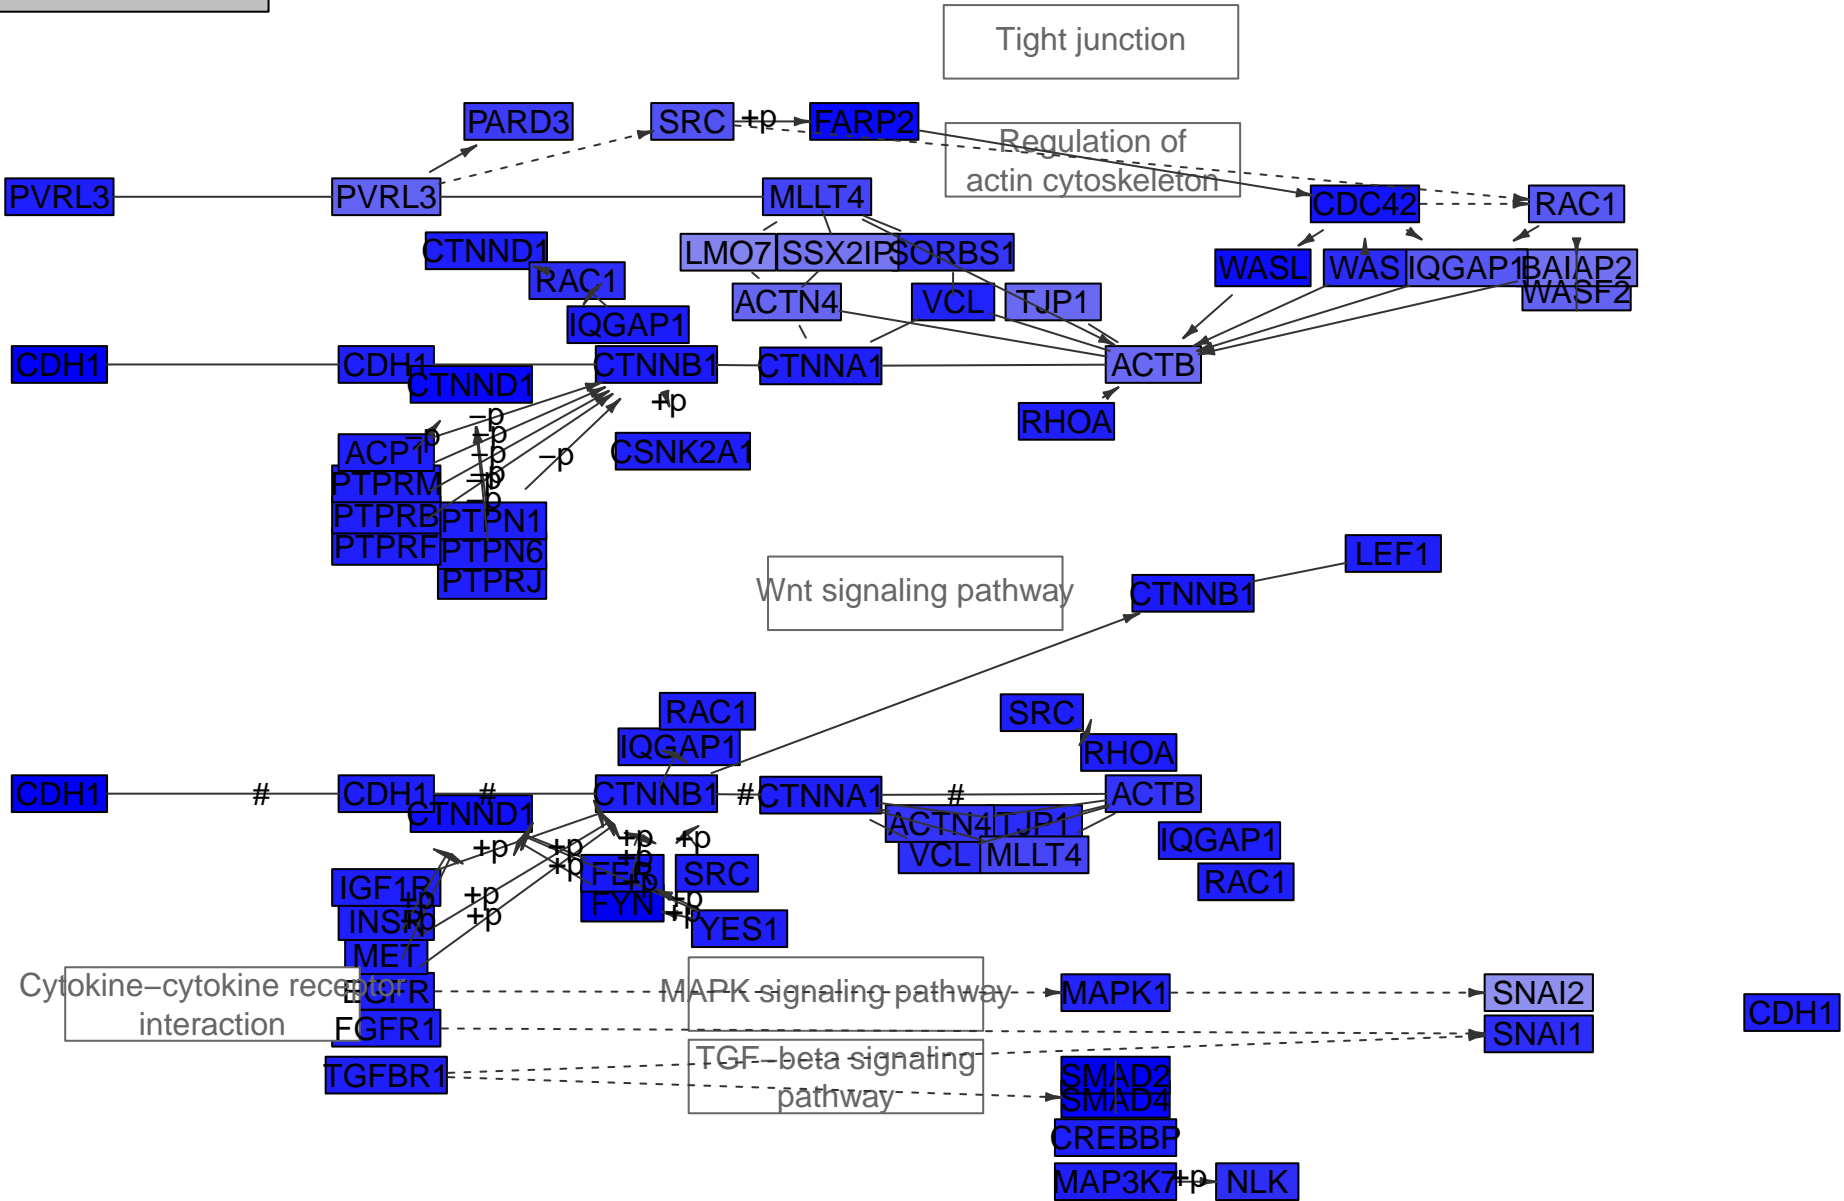 Tight junction
PARD3
SRC
+p
FARP2
Regulation of
actin cytoskeleton
PVRL3
PVRL3
MLLT4
CDC42
RAC1
CTNND1
LMO7
SSX2IP
SORBS1
WASL
WAS
IQGAP1
BAIAP2
RAC1
ACTN4
VCL
TJP1
WASF2
IQGAP1
CDH1
CDH1
CTNNB1
CTNNA1
ACTB
CTNND1
+p
RHOA
−p
−p
−p
ACP1
−p
−p
CSNK2A1
−p
−p
PTPRM
−p
PTPRB
PTPN1
PTPRF
PTPN6
LEF1
PTPRJ
Wnt signaling pathway
CTNNB1
RAC1
SRC
IQGAP1
RHOA
CDH1
#
CDH1
#
CTNNB1
#
CTNNA1
#
ACTB
CTNND1
ACTN4
TJP1
+p
+p
+p
+p
IQGAP1
+p
+p
VCL
MLLT4
IGF1R
FER
SRC
+p
RAC1
+p
+p
+p
FYN
+p
+p
INSR
+p
+p
YES1
MET
Cytokine−cytokine receptor
interaction
EGFR
MAPK signaling pathway
MAPK1
SNAI2
CDH1
FGFR1
SNAI1
TGF−beta signaling
pathway
TGFBR1
SMAD2
SMAD4
CREBBP
MAP3K7
+p
NLK